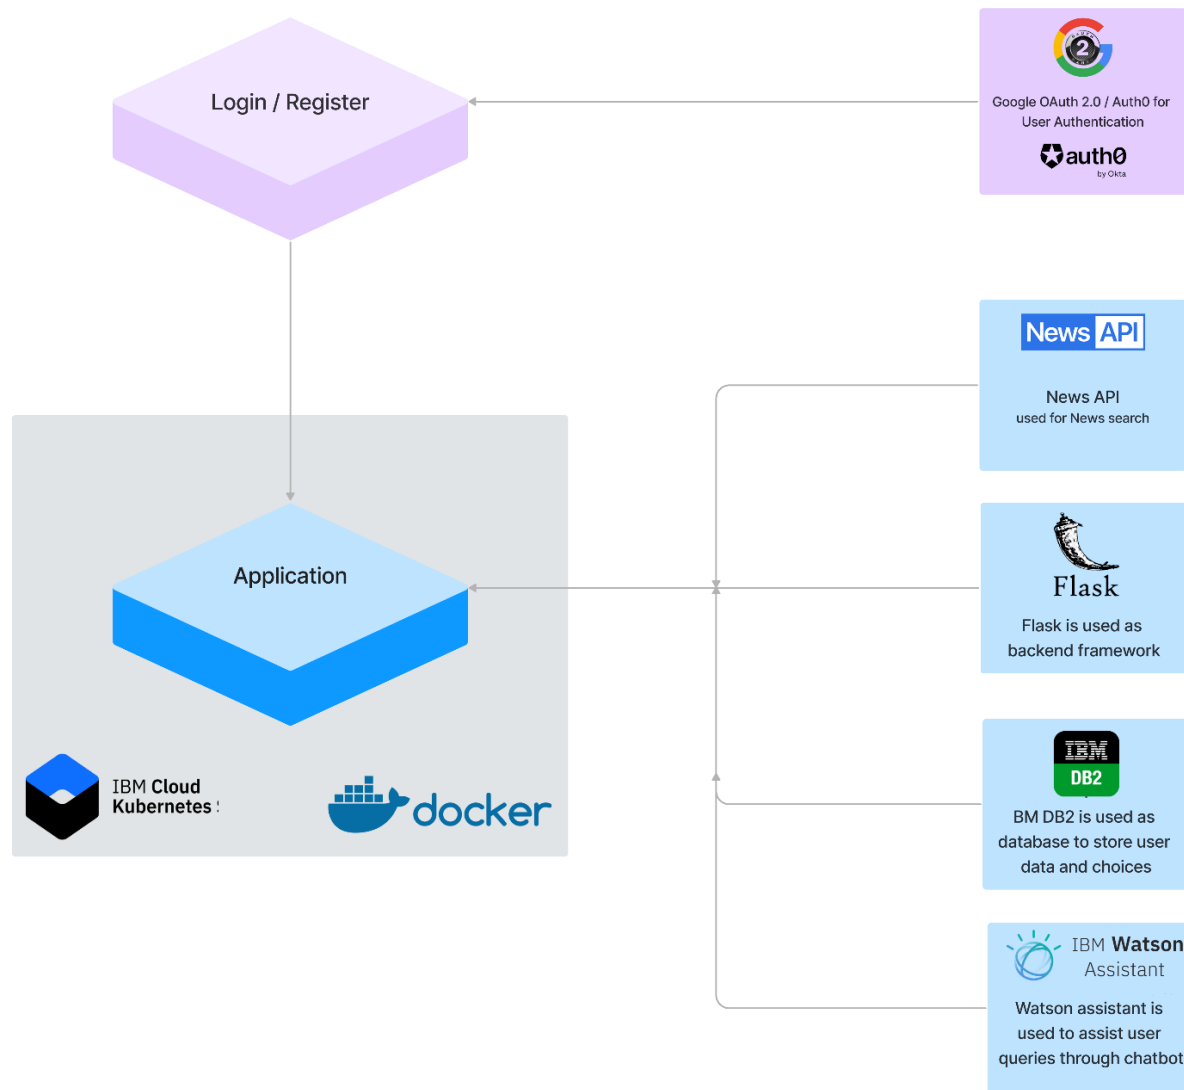 Login / Register
2
Google OAuth 2.0 / Auth0 for
User Authentication
auth0
by Okta
News API
News API
used for News search
Application
Flask
Flask is used as
backend framework
IBM Cloud
Kubernetes
docker
IBM
DB2
BM DB2 is used as
database to store user
data and choices
IBM Watson
Assistant
Watson assistant is
used to assist user
queries through chatbot